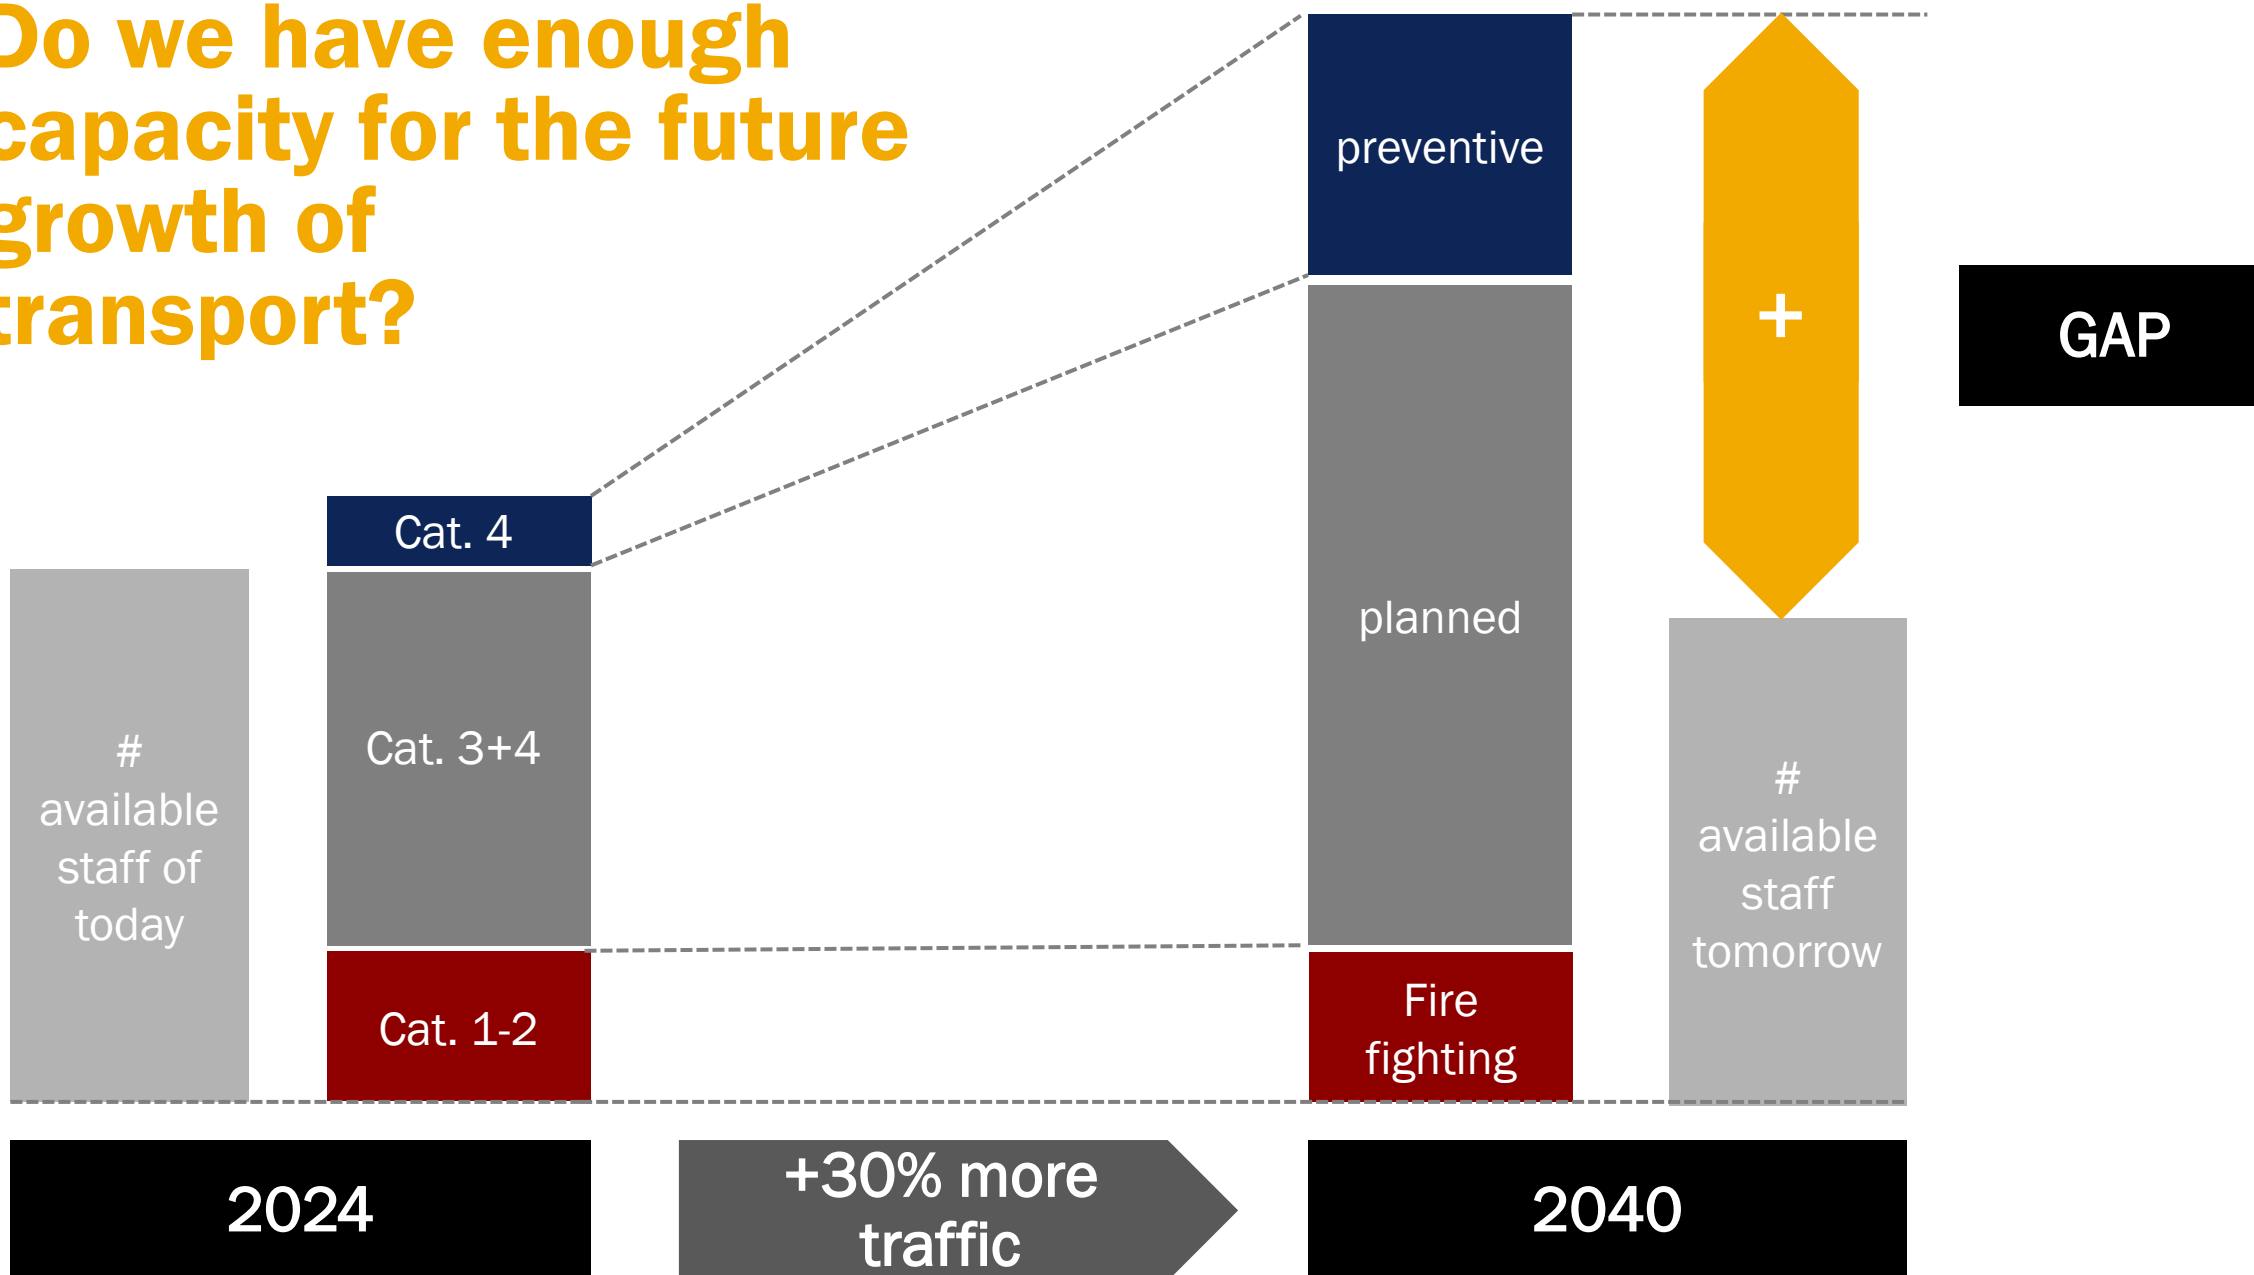 Do we have enough
capacity for the future
growth of
transport?
preventive
+
GAP
Cat. 4
planned
Cat. 3+4
#
available
staff of
today
#
available
staff
tomorrow
Cat. 1-2
Fire
fighting
2024
+30% more
traffic
2040